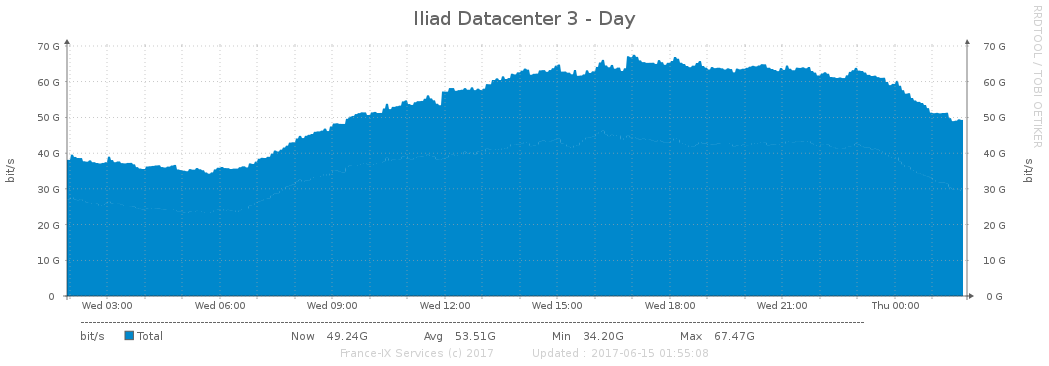 Iliad Datacenter 3 - Day
RRDTOOL / TOBI OETIKER
bit/s
bit/s
70 G
60 G
50 G
40 G
30 G
20 G
10 G
0
70 G
60 G
50 G
40 G
30 G
20 G
10 G
0 G
Wed 03:00 Wed 06:00 Wed 09:00 Wed 12:00 Wed 15:00 Wed 18:00 Wed 21:00 Thu 00:00
bit/s Total Now 49.24G Avg 53.51G Min 34.20G Max 67.47G
France-IX Services (c) 2017 Updated : 2017-06-15 01:55:08